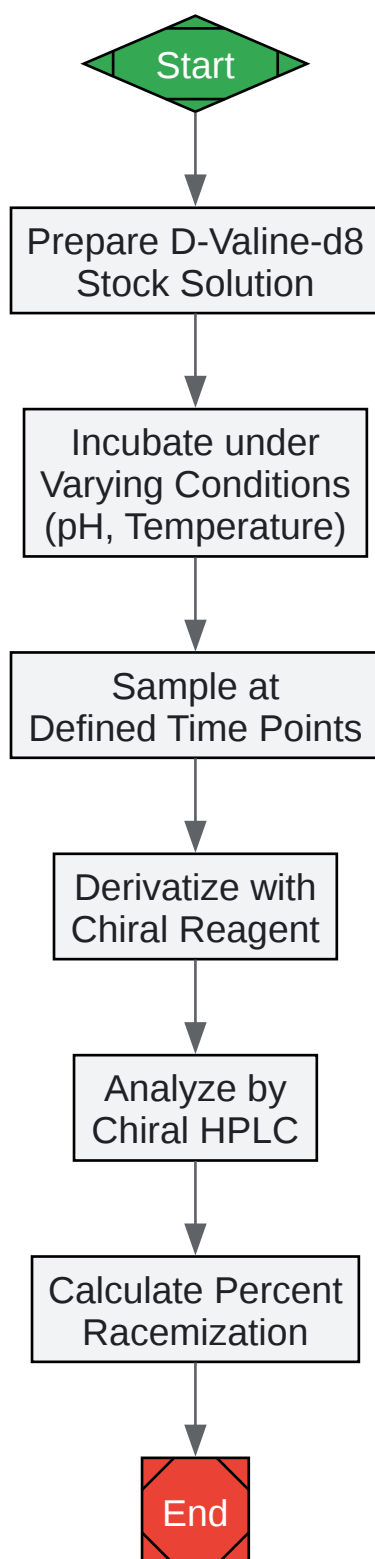 Start
Prepare D-Valine-d8
Stock Solution
Incubate under
Varying Conditions
(pH, Temperature)
Sample at
Defined Time Points
Derivatize with
Chiral Reagent
Analyze by
Chiral HPLC
Calculate Percent
Racemization
End